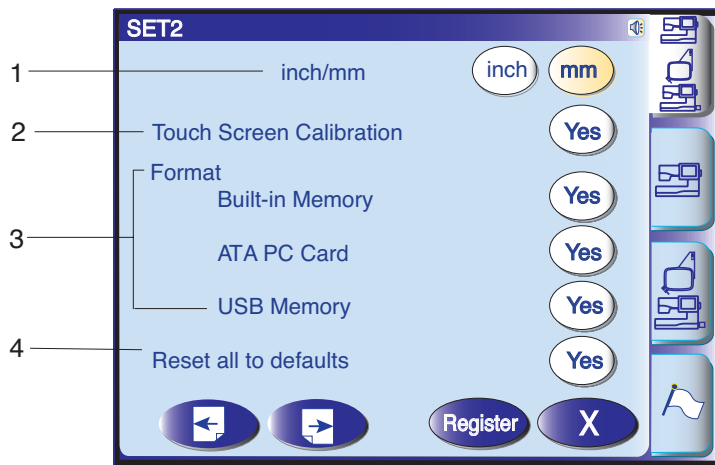 SET2
1 inch/mm inch mm
2 Touch Screen Calibration Yes
Format
Built-in Memory Yes
3 ATA PC Card Yes
USB Memory Yes
4 Reset all to defaults Yes
Register X